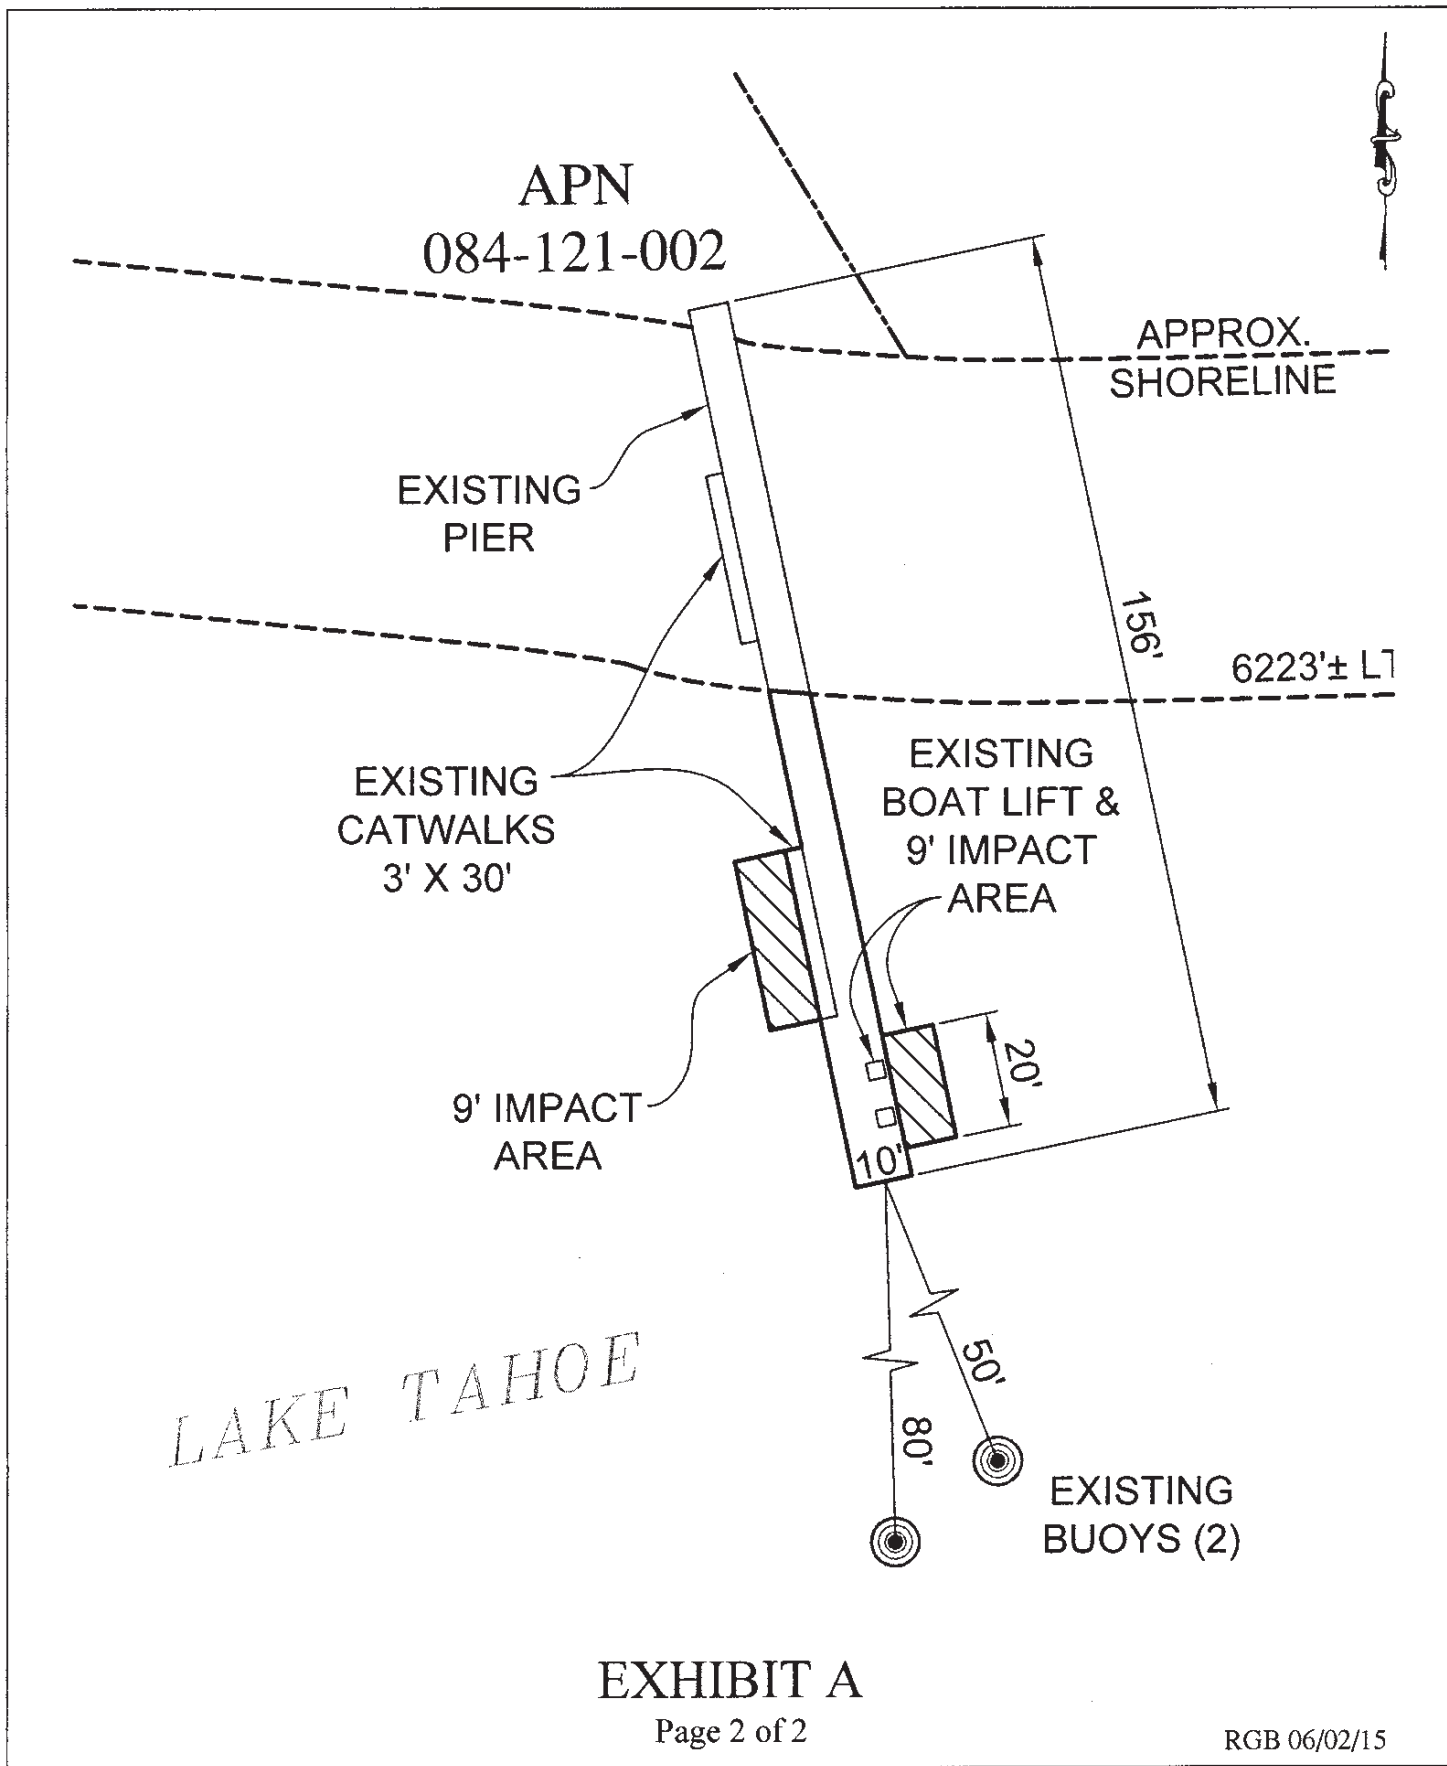 APN
084-121-002
APPROX.
SHORELINE
EXISTING
PIER
156'
6223'± LT
EXISTING
CATWALKS
3' X 30'
EXISTING
BOAT LIFT &
9' IMPACT
AREA
20'
9' IMPACT
AREA
10'
LAKE TAHOE
50'
80'
EXISTING
BUOYS (2)
EXHIBIT A
Page 2 of 2
RGB 06/02/15